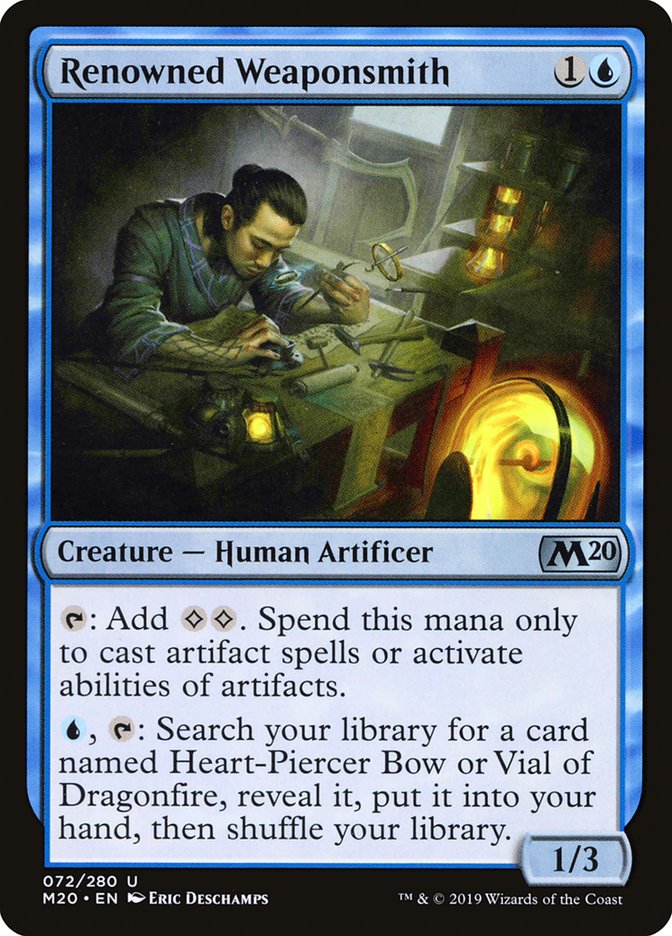 Renowned Weaponsmith 1
Creature — Human Artificer M20
: Add . Spend this mana only
to cast artifact spells or activate
abilities of artifacts.
, : Search your library for a card
named Heart-Piercer Bow or Vial of
Dragonfire, reveal it, put it into your
hand, then shuffle your library.
1/3
072/280 U
M20 • EN Eric Deschamps ™ & © 2019 Wizards of the Coast